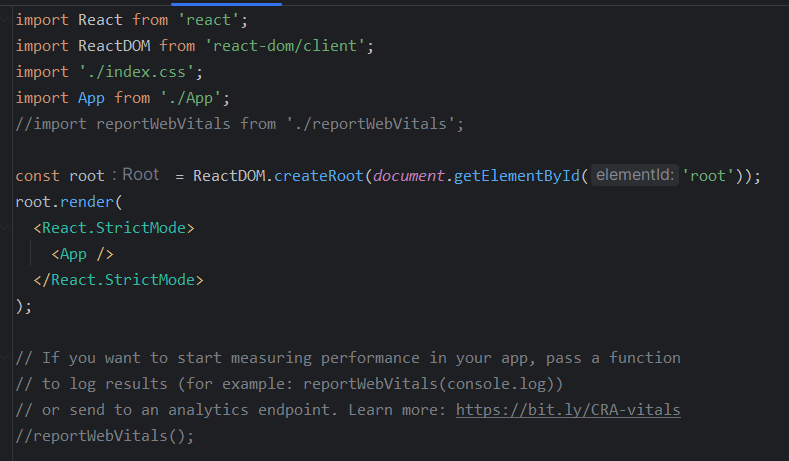 import React from 'react';
import ReactDOM from 'react-dom/client';
import './index.css';
import App from './App';
//import reportWebVitals from './reportWebVitals';
const root : Root = ReactDOM.createRoot(document.getElementById( elementId: 'root'));
root.render(
<React.StrictMode>
<App />
</React.StrictMode>
);
// If you want to start measuring performance in your app, pass a function
// to log results (for example: reportWebVitals(console.log))
// or send to an analytics endpoint. Learn more: https://bit.ly/CRA-vitals
//reportWebVitals();